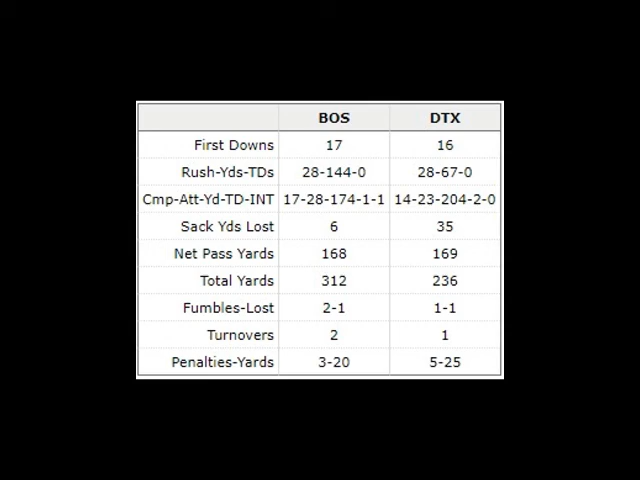 BOS DTX
First Downs 17 16
Rush-Yds-TDs 28-144-0 28-67-0
Cmp-Att-Yd-TD-INT 17-28-174-1-1 14-23-204-2-0
Sack Yds Lost 6 35
Net Pass Yards 168 169
Total Yards 312 236
Fumbles-Lost 2-1 1-1
Turnovers 2 1
Penalties-Yards 3-20 5-25